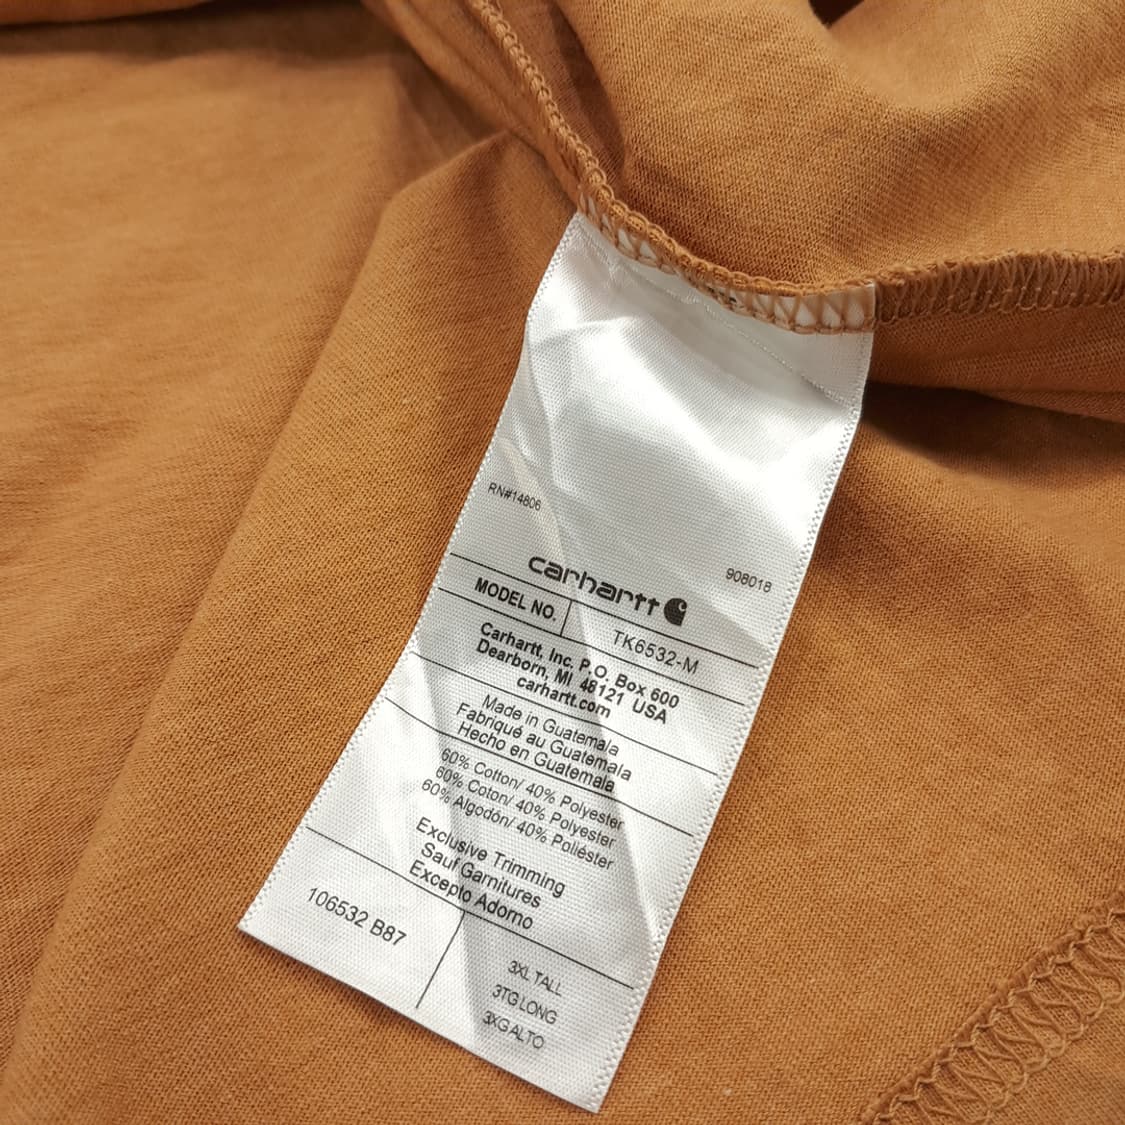 RN#14806
908018
carhartt
MODEL NO. TK6532-M
Carhartt, Inc. P.O. Box 600
Dearborn, MI 48121 USA
carhartt.com
Made in Guatemala
Fabriqué au Guatemala
Hecho en Guatemala
60% Cotton/ 40% Polyester
60% Coton/ 40% Polyester
60% Algodón/ 40% Poliéster
Exclusive Trimming
Sauf Garnitures
Excepto Adorno
106532 B87
3XL TALL
3TG LONG
3XG ALTO